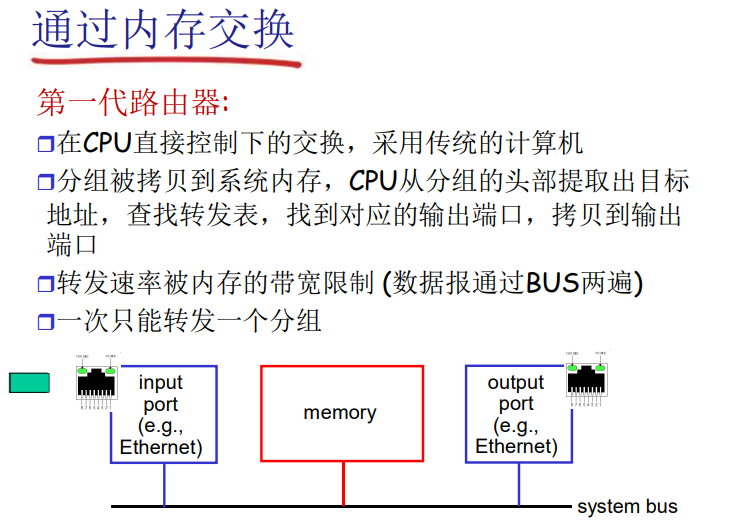 通过内存交换
第一代路由器:
在CPU直接控制下的交换，采用传统的计算机
分组被拷贝到系统内存，CPU从分组的头部提取出目标
地址，查找转发表，找到对应的输出端口，拷贝到输出
端口
转发速率被内存的带宽限制 (数据报通过BUS两遍)
一次只能转发一个分组
input
port
(e.g.,
Ethernet)
memory
output
port
(e.g.,
Ethernet)
system bus